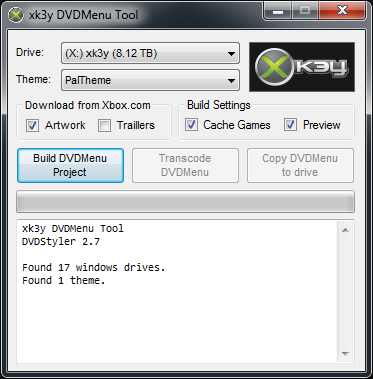 xk3y DVDMenu Tool
Drive:
(X:) xk3y (8.12 TB)
XK3Y
Theme:
PalTheme
Download from Xbox.com
Build Settings
Artwork
Traillers
Cache Games
Preview
Build DVDMenu
Project
Transcode
DVDMenu
Copy DVDMenu
to drive
xk3y DVDMenu Tool
DVDStyler 2.7
Found 17 windows drives.
Found 1 theme.